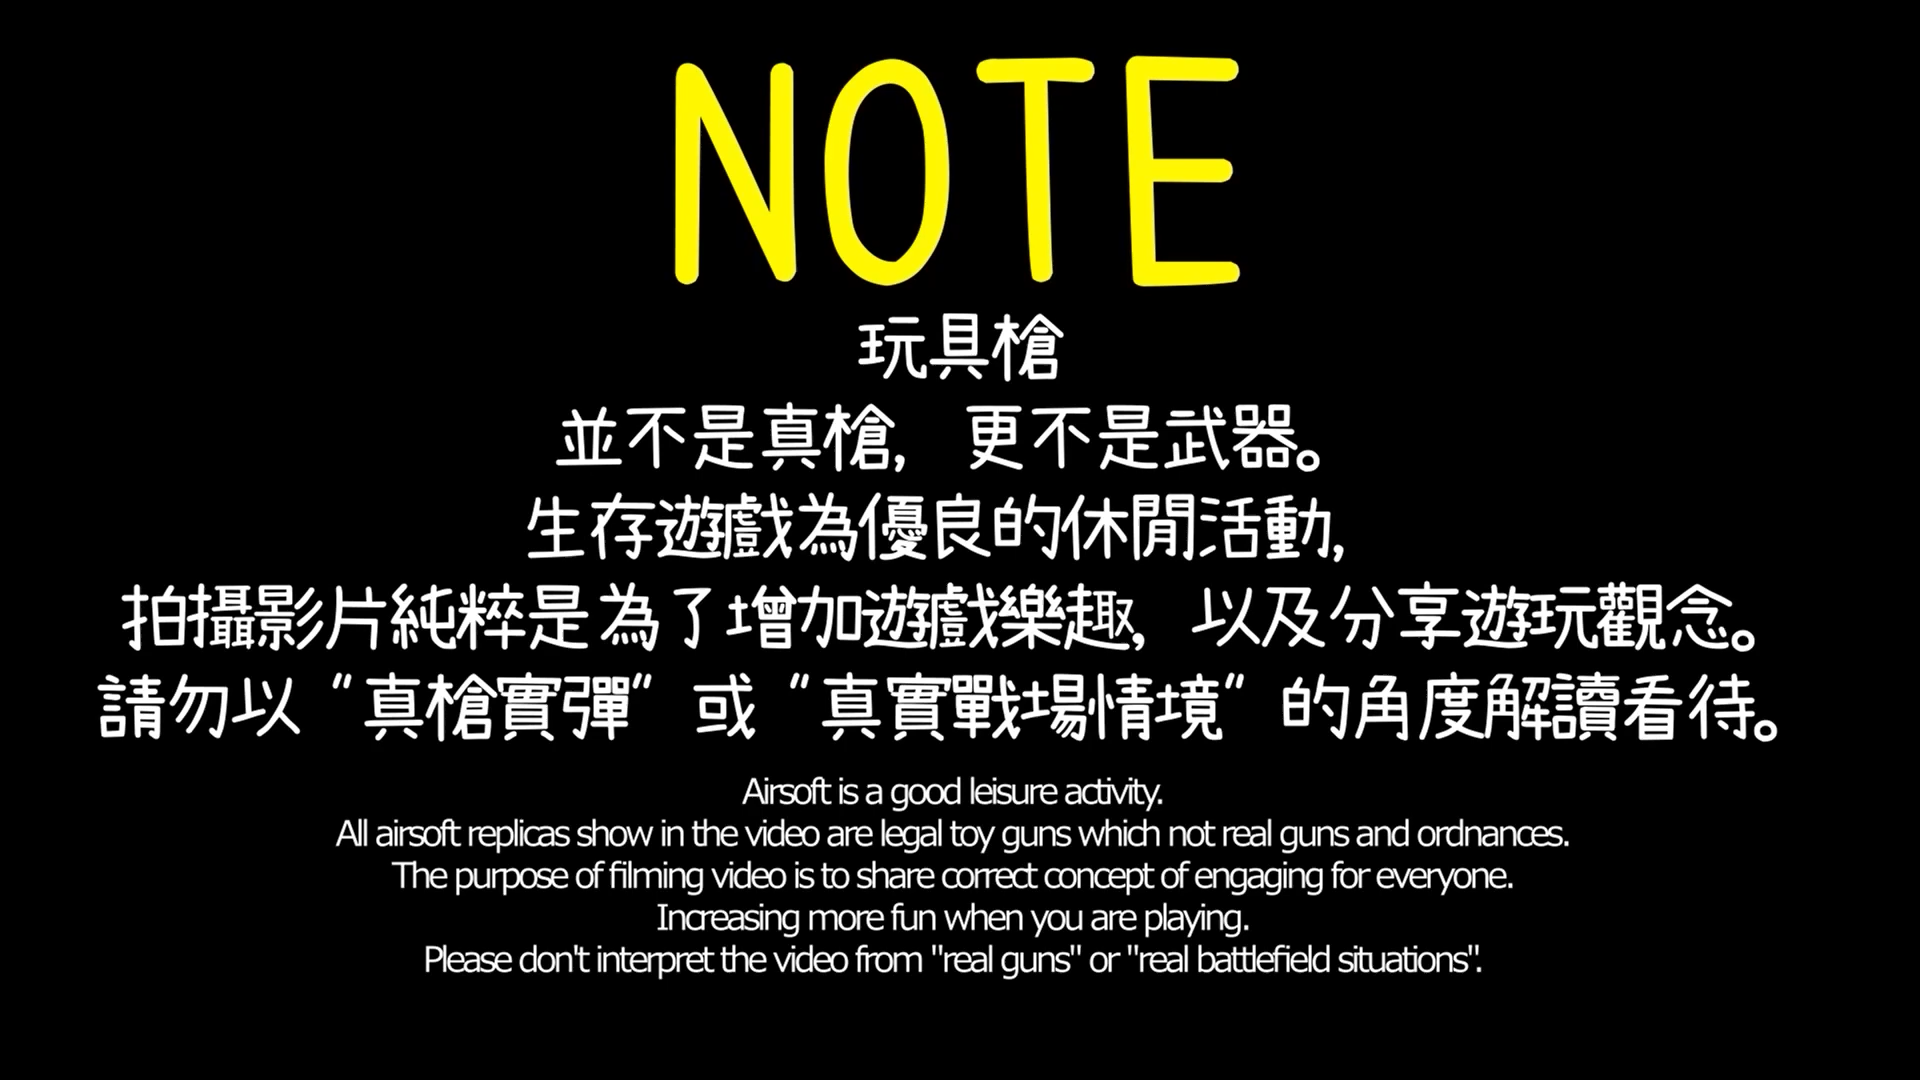 NOTE
玩具槍
並不是真槍, 更不是武器。
生存遊戲為優良的休閒活動,
拍攝影片純粹是為了增加遊戲樂趣, 以及分享遊玩觀念。
請勿以“真槍實彈”或“真實戰場情境”的角度解讀看待。
Airsoft is a good leisure activity.
All airsoft replicas show in the video are legal toy guns which not real guns and ordnances.
The purpose of filming video is to share correct concept of engaging for everyone.
Increasing more fun when you are playing.
Please don't interpret the video from "real guns" or "real battlefield situations".